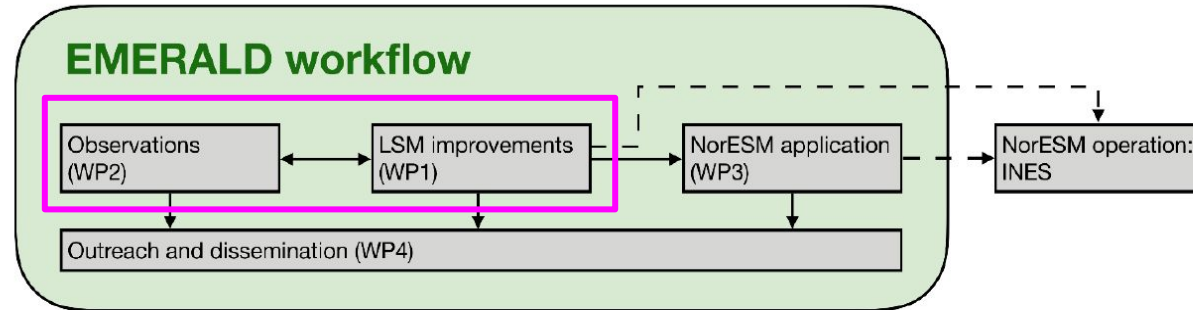 EMERALD workflow
Observations
(WP2)
LSM improvements
(WP1)
NorESM application
(WP3)
NorESM operation:
INES
Outreach and dissemination (WP4)